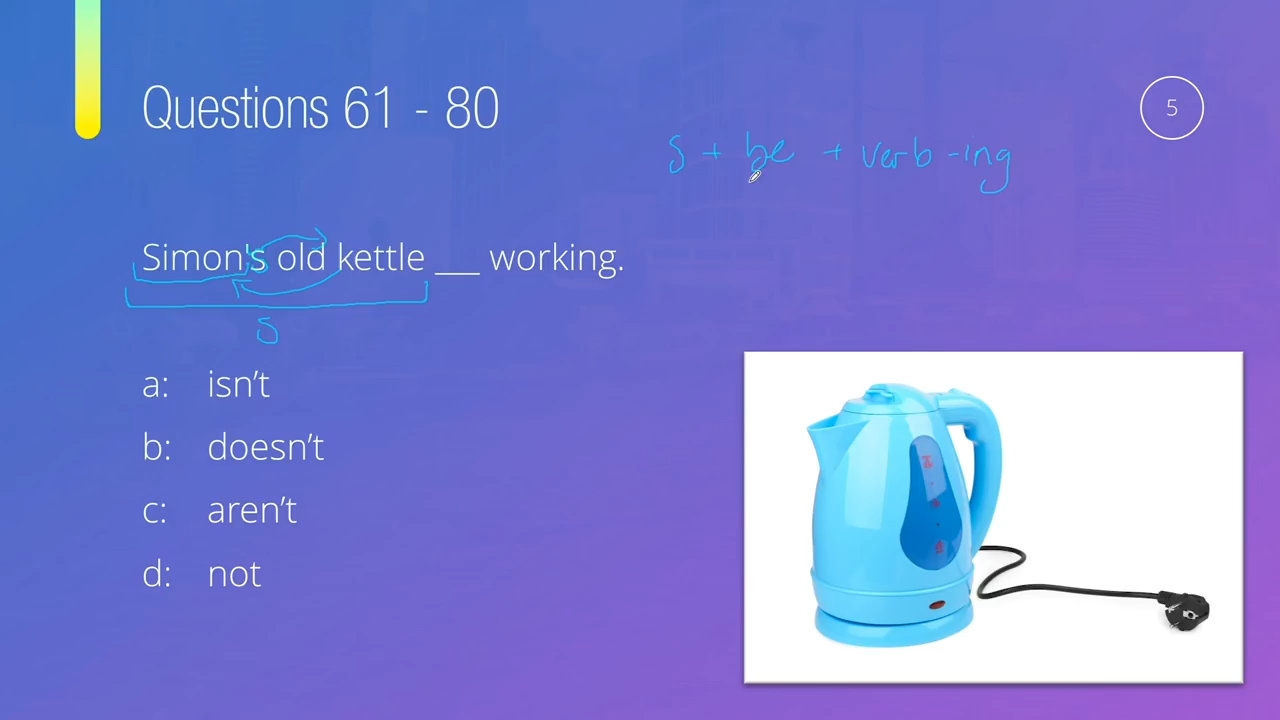 Questions 61 - 80
5
s + be + verb -ing
Simon's old kettle ___ working.
S
a: isn't
b: doesn't
c: aren't
d: not